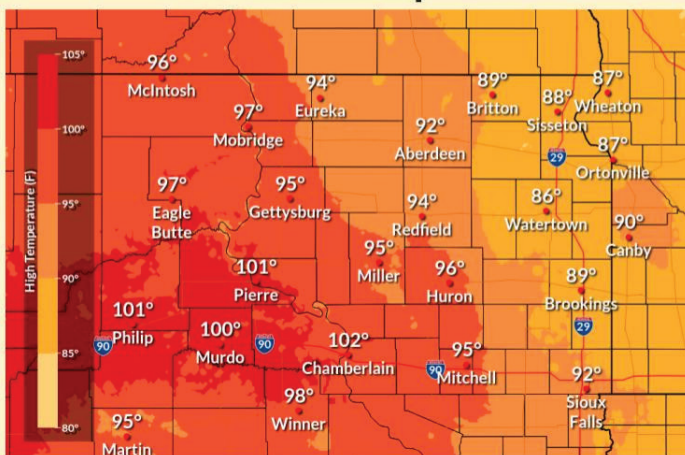 High Temperature (F)
105°
100°
95°
90°
85°
80°
96°
McIntosh
94°
Eureka
89°
Britton
88°
Sisseton
87°
Wheaton
97°
Mobridge
92°
Aberdeen
29
87°
Ortonville
97°
Eagle
Butte
95°
Gettysburg
94°
Redfield
86°
Watertown
90°
Canby
101°
Pierre
95°
Miller
96°
Huron
89°
Brookings
29
101°
Philip
90
100°
Murdo
90
102°
Chamberlain
90
95°
Mitchell
92°
Sioux
Falls
98°
Winner
95°
Martin